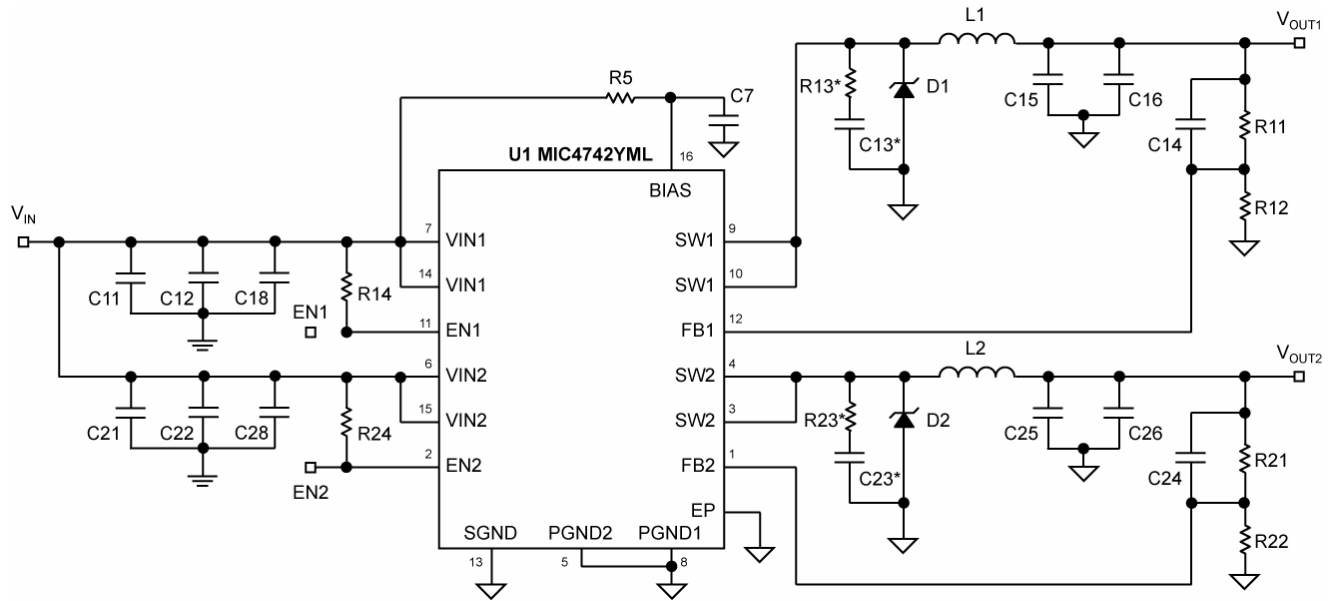 L1
VOUT1
R5
C7
R13*
D1
C15
C16
C14
R11
C13*
R12
U1 MIC4742YML
16
BIAS
VIN
7
VIN1
SW1
9
14
VIN1
SW1
10
C11
C12
C18
R14
EN1
11
EN1
FB1
12
L2
VOUT2
6
VIN2
SW2
4
15
VIN2
SW2
3
C21
C22
C28
R24
R23*
D2
C25
C26
C24
R21
2
EN2
FB2
1
EN2
C23*
EP
R22
SGND
PGND2
PGND1
13
5
8